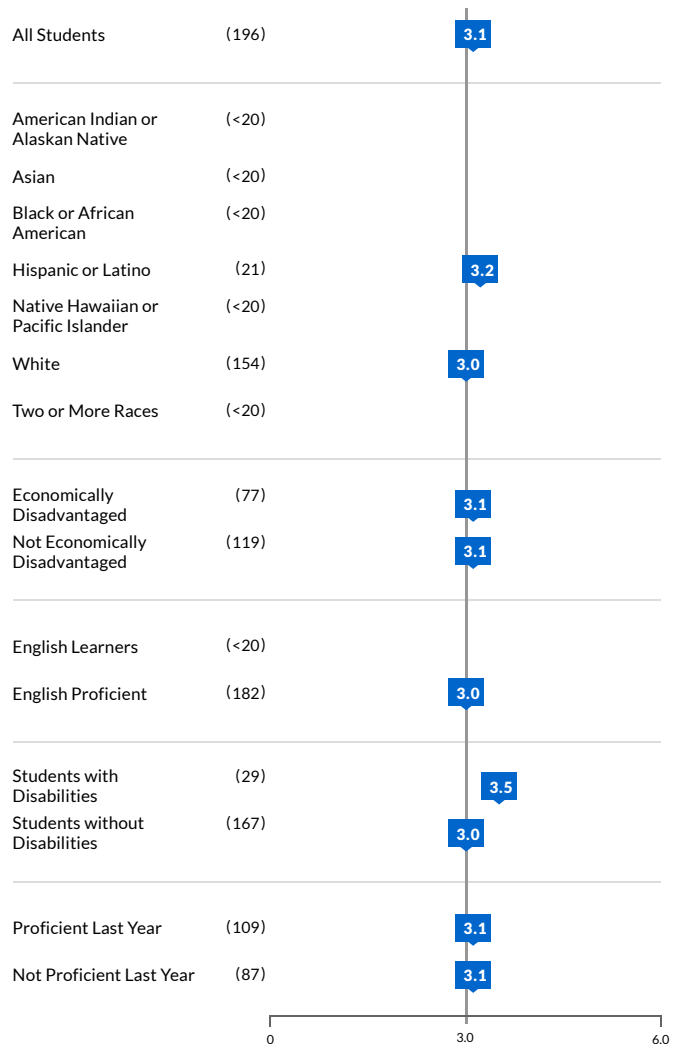 All Students (196) 3.1
American Indian or
Alaskan Native (<20)
Asian (<20)
Black or African
American (<20)
Hispanic or Latino (21) 3.2
Native Hawaiian or
Pacific Islander (<20)
White (154) 3.0
Two or More Races (<20)
Economically
Disadvantaged (77) 3.1
Not Economically
Disadvantaged (119) 3.1
English Learners (<20)
English Proficient (182) 3.0
Students with
Disabilities (29) 3.5
Students without
Disabilities (167) 3.0
Proficient Last Year (109) 3.1
Not Proficient Last Year (87) 3.1
0 3.0 6.0